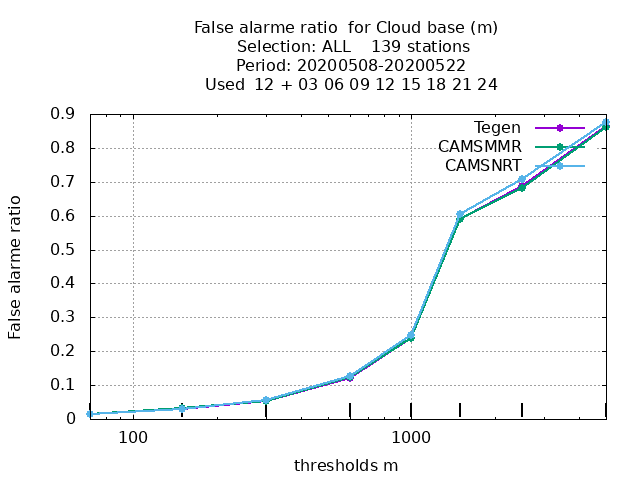 False alarme ratio  for Cloud base (m)
Selection: ALL    139 stations
Period: 20200508-20200522
Used  12 + 03 06 09 12 15 18 21 24
Tegen
CAMSMMR
CAMSNRT
0.9
0.8
0.7
0.6
0.5
0.4
0.3
0.2
0.1
0
False alarme ratio
100
1000
thresholds m